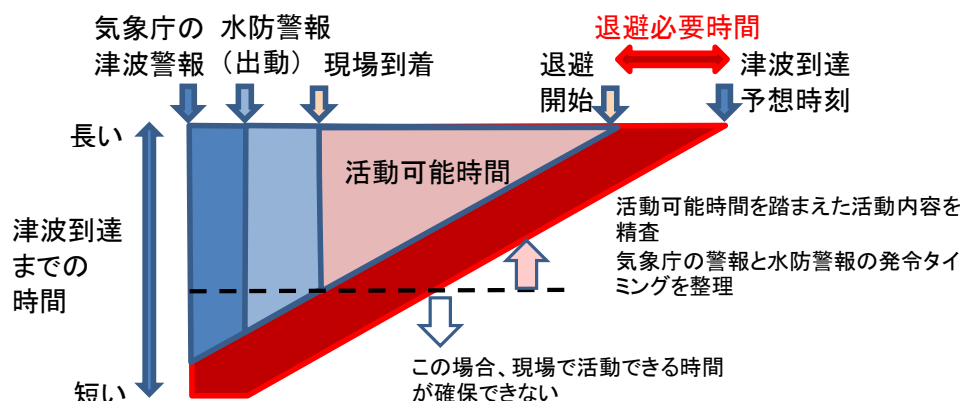 気象庁の
津波警報
水防警報
（出動）
現場到着
退避必要時間
退避
開始
津波到達
予想時刻
長い
活動可能時間
津波到達
までの
時間
活動可能時間を踏まえた活動内容を
精査
気象庁の警報と水防警報の発令タイ
ミングを整理
短い
この場合、現場で活動できる時間
が確保できない